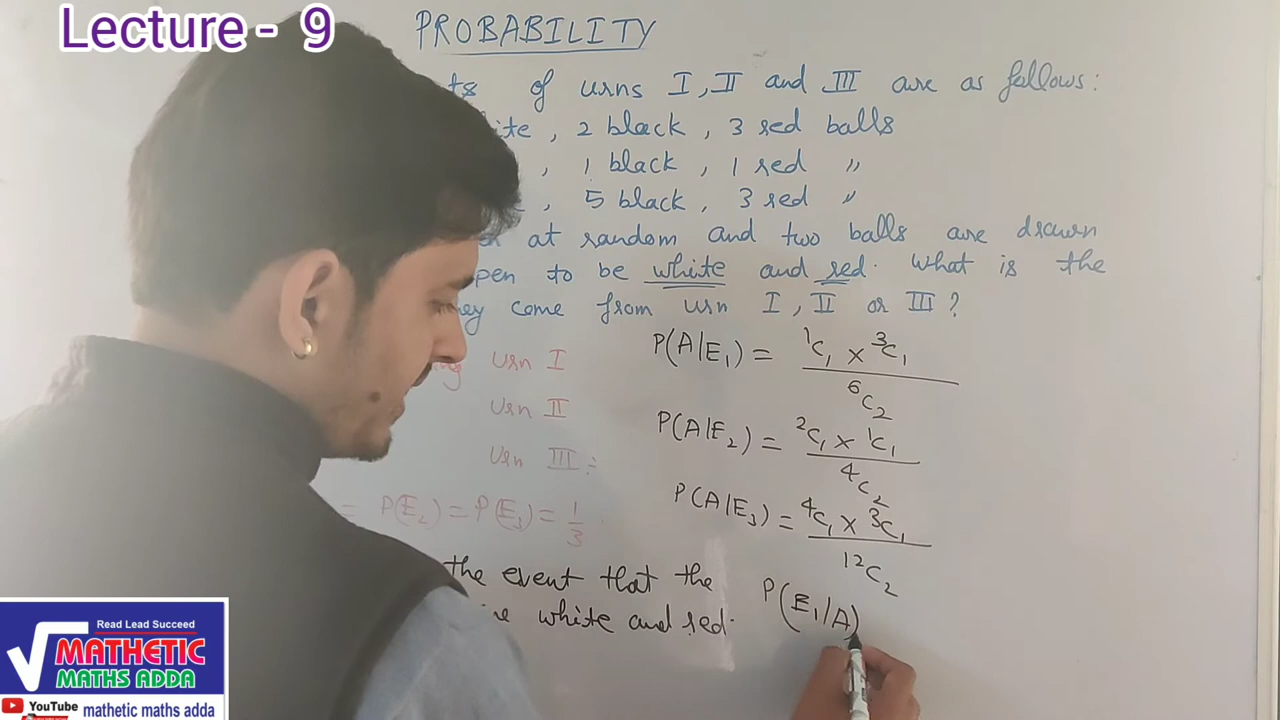 Lecture - 9
PROBABILITY
of urns I, II and III are as follows:
, 2 black, 3 red balls
, 1 black, 1 red "
, 5 black, 3 red "
at random and two balls are drawn
to be white and red. What is the
come from urn I, II or III?
Urn I
Urn II
Urn III:
= P(E₂) = P(E₃) = 1/3
the event that the
white and red.
P(A|E₁) = ¹C₁ × ³C₁
⁶C₂
P(A|E₂) = ²C₁ × ¹C₁
⁴C₂
P(A|E₃) = ⁴C₁ × ³C₁
¹²C₂
P(E₁/A)
Read Lead Succeed
MATHETIC
MATHS ADDA
YouTube
mathetic maths adda